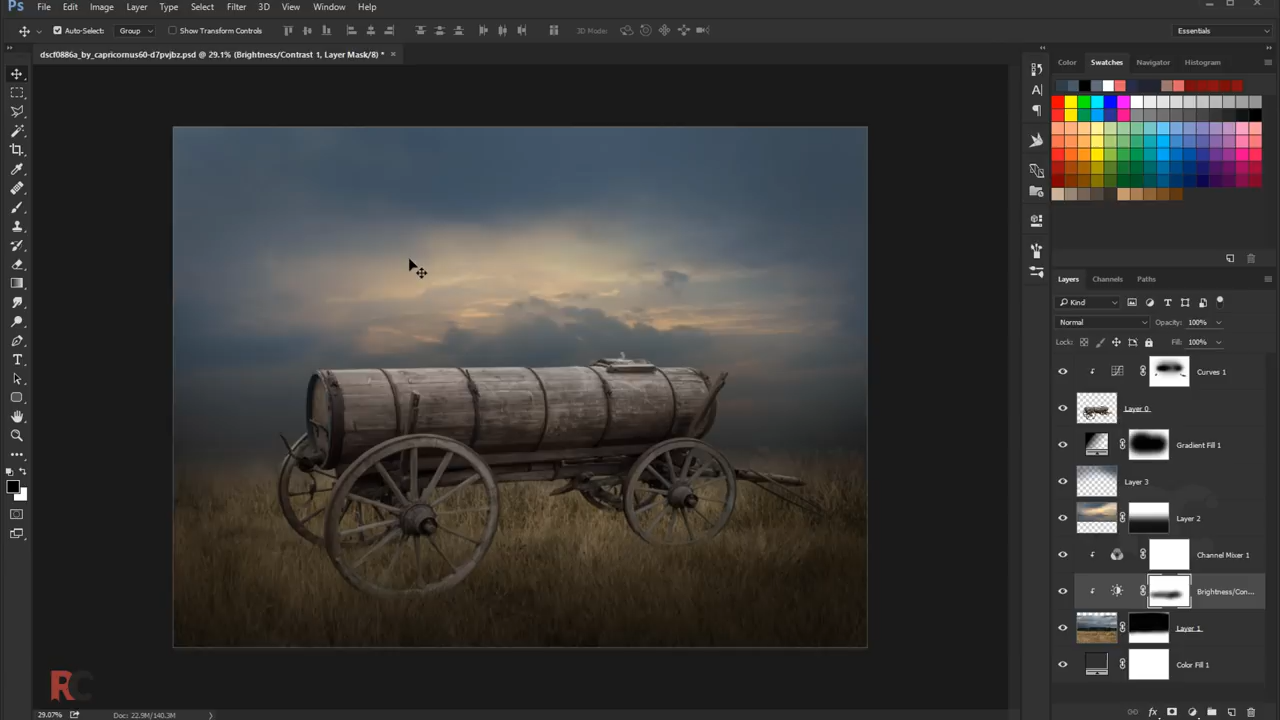 Ps File Edit Image Layer Type Select Filter 3D View Window Help
Auto-Select: Group Show Transform Controls 3D Mode: Essentials
dscf0886a_by_capricornus60-d7pvjbz.psd @ 29.1% (Brightness/Contrast 1, Layer Mask/8) * ×
Color Swatches Navigator Histogram
Layers Channels Paths
Kind
Normal Opacity: 100%
Lock: Fill: 100%
Curves 1
Layer 0
Gradient Fill 1
Layer 3
Layer 2
Channel Mixer 1
Brightness/Con...
Layer 1
Color Fill 1
RC
29.07% Doc: 22.9M/140.3M
fx